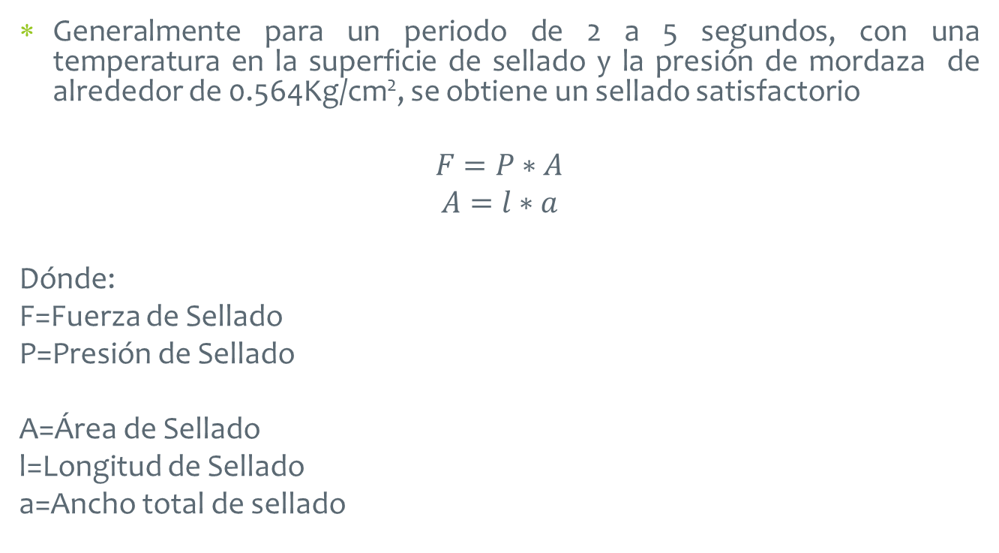 * Generalmente para un periodo de 2 a 5 segundos, con una
temperatura en la superficie de sellado y la presión de mordaza de
alrededor de 0.564Kg/cm², se obtiene un sellado satisfactorio
F = P ∗ A
A = l ∗ a
Dónde:
F=Fuerza de Sellado
P=Presión de Sellado
A=Área de Sellado
l=Longitud de Sellado
a=Ancho total de sellado